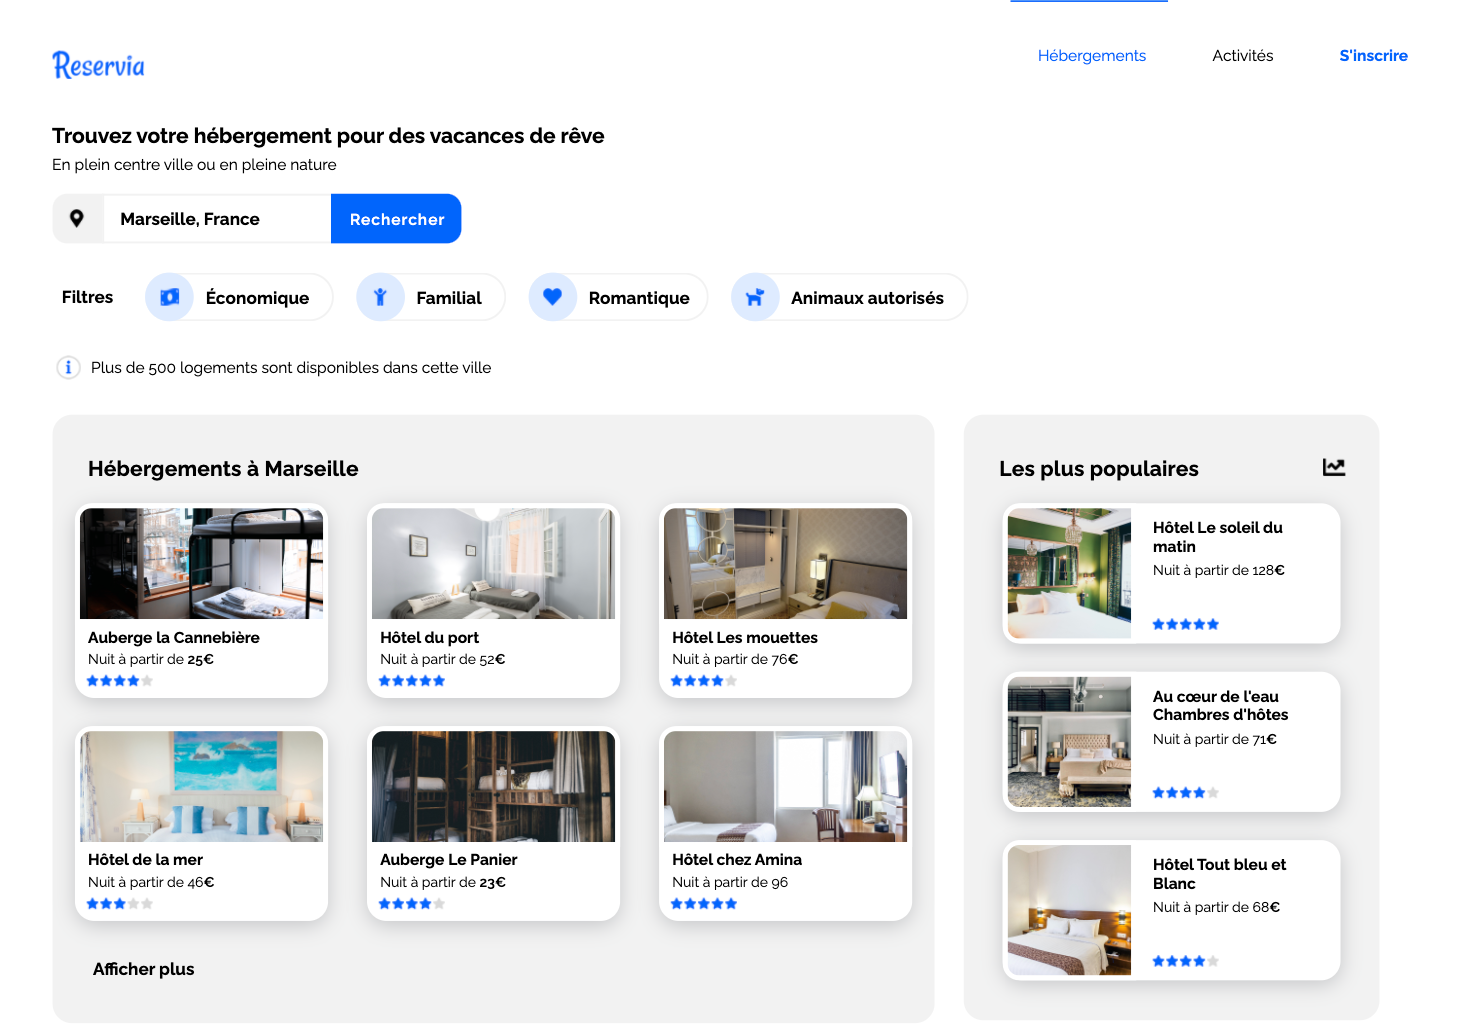 Reservia
Hébergements
Activités
S'inscrire
Trouvez votre hébergement pour des vacances de rêve
En plein centre ville ou en pleine nature
Marseille, France
Rechercher
Filtres
Économique
Familial
Romantique
Animaux autorisés
Plus de 500 logements sont disponibles dans cette ville
Hébergements à Marseille
Auberge la Cannebière
Nuit à partir de 25€
Hôtel du port
Nuit à partir de 52€
Hôtel Les mouettes
Nuit à partir de 76€
Hôtel de la mer
Nuit à partir de 46€
Auberge Le Panier
Nuit à partir de 23€
Hôtel chez Amina
Nuit à partir de 96
Afficher plus
Les plus populaires
Hôtel Le soleil du
matin
Nuit à partir de 128€
Au cœur de l'eau
Chambres d'hôtes
Nuit à partir de 71€
Hôtel Tout bleu et
Blanc
Nuit à partir de 68€